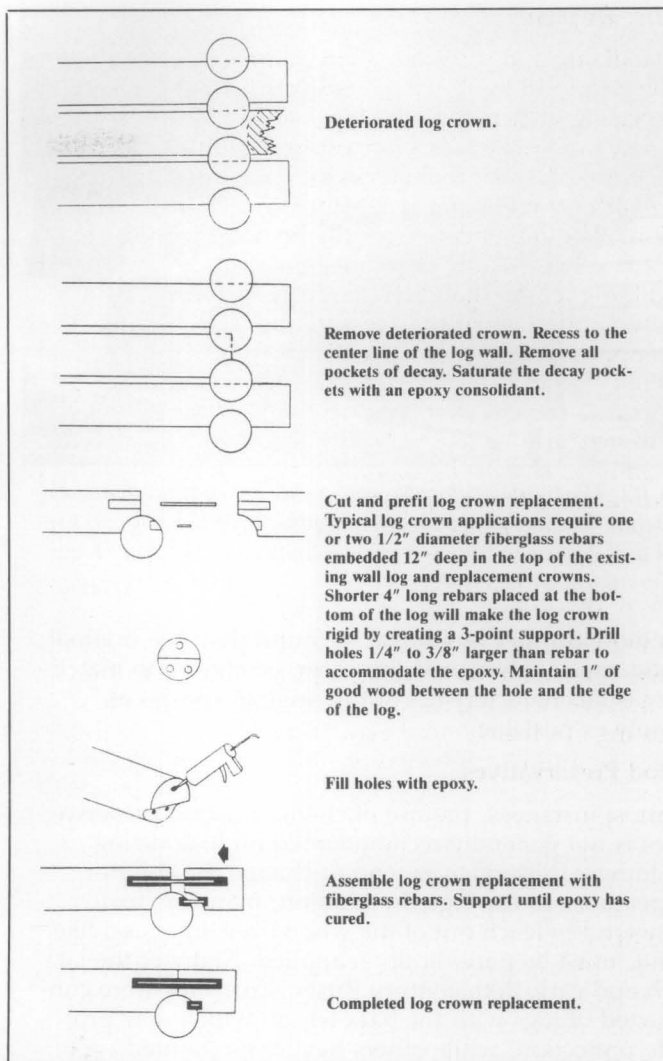 Deteriorated log crown.
Remove deteriorated crown. Recess to the
center line of the log wall. Remove all
pockets of decay. Saturate the decay pock-
ets with an epoxy consolidant.
Cut and prefit log crown replacement.
Typical log crown applications require one
or two 1/2" diameter fiberglass rebars
embedded 12" deep in the top of the exist-
ing wall log and replacement crowns.
Shorter 4" long rebars placed at the bot-
tom of the log will make the log crown
rigid by creating a 3-point support. Drill
holes 1/4" to 3/8" larger than rebar to
accommodate the epoxy. Maintain 1" of
good wood between the hole and the edge
of the log.
Fill holes with epoxy.
Assemble log crown replacement with
fiberglass rebars. Support until epoxy has
cured.
Completed log crown replacement.